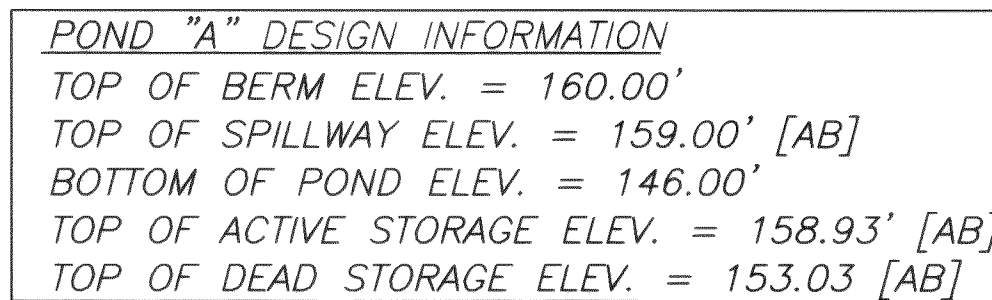 POND "A" DESIGN INFORMATION
TOP OF BERM ELEV. = 160.00'
TOP OF SPILLWAY ELEV. = 159.00' [AB]
BOTTOM OF POND ELEV. = 146.00'
TOP OF ACTIVE STORAGE ELEV. = 158.93' [AB]
TOP OF DEAD STORAGE ELEV. = 153.03 [AB]